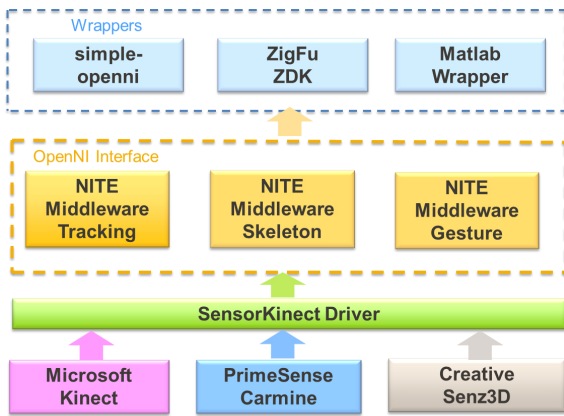 Wrappers
simple-
openni
ZigFu
ZDK
Matlab
Wrapper
OpenNI Interface
NITE
Middleware
Tracking
NITE
Middleware
Skeleton
NITE
Middleware
Gesture
SensorKinect Driver
Microsoft
Kinect
PrimeSense
Carmine
Creative
Senz3D